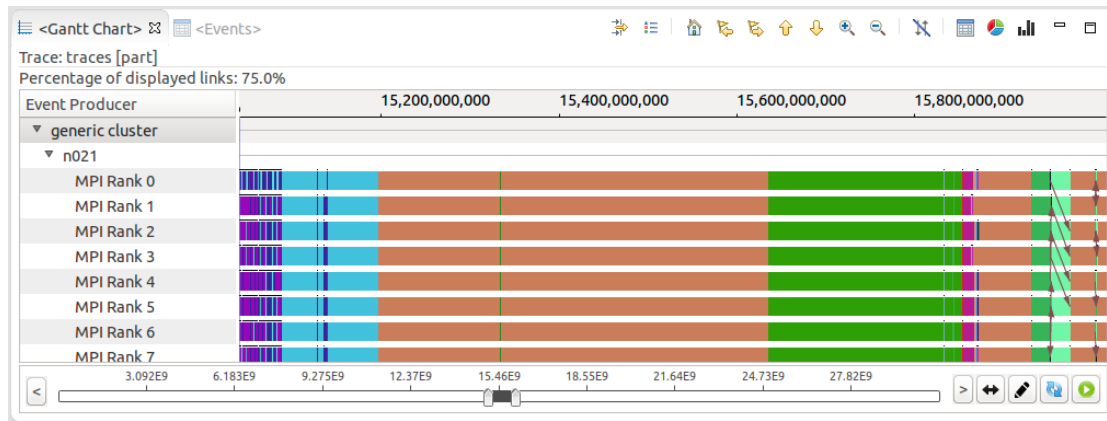 <Gantt Chart> <Events>
Trace: traces [part]
Percentage of displayed links: 75.0%
Event Producer 15,200,000,000 15,400,000,000 15,600,000,000 15,800,000,000
generic cluster
n021
MPI Rank 0
MPI Rank 1
MPI Rank 2
MPI Rank 3
MPI Rank 4
MPI Rank 5
MPI Rank 6
MPI Rank 7
3.092E9 6.183E9 9.275E9 12.37E9 15.46E9 18.55E9 21.64E9 24.73E9 27.82E9
< >